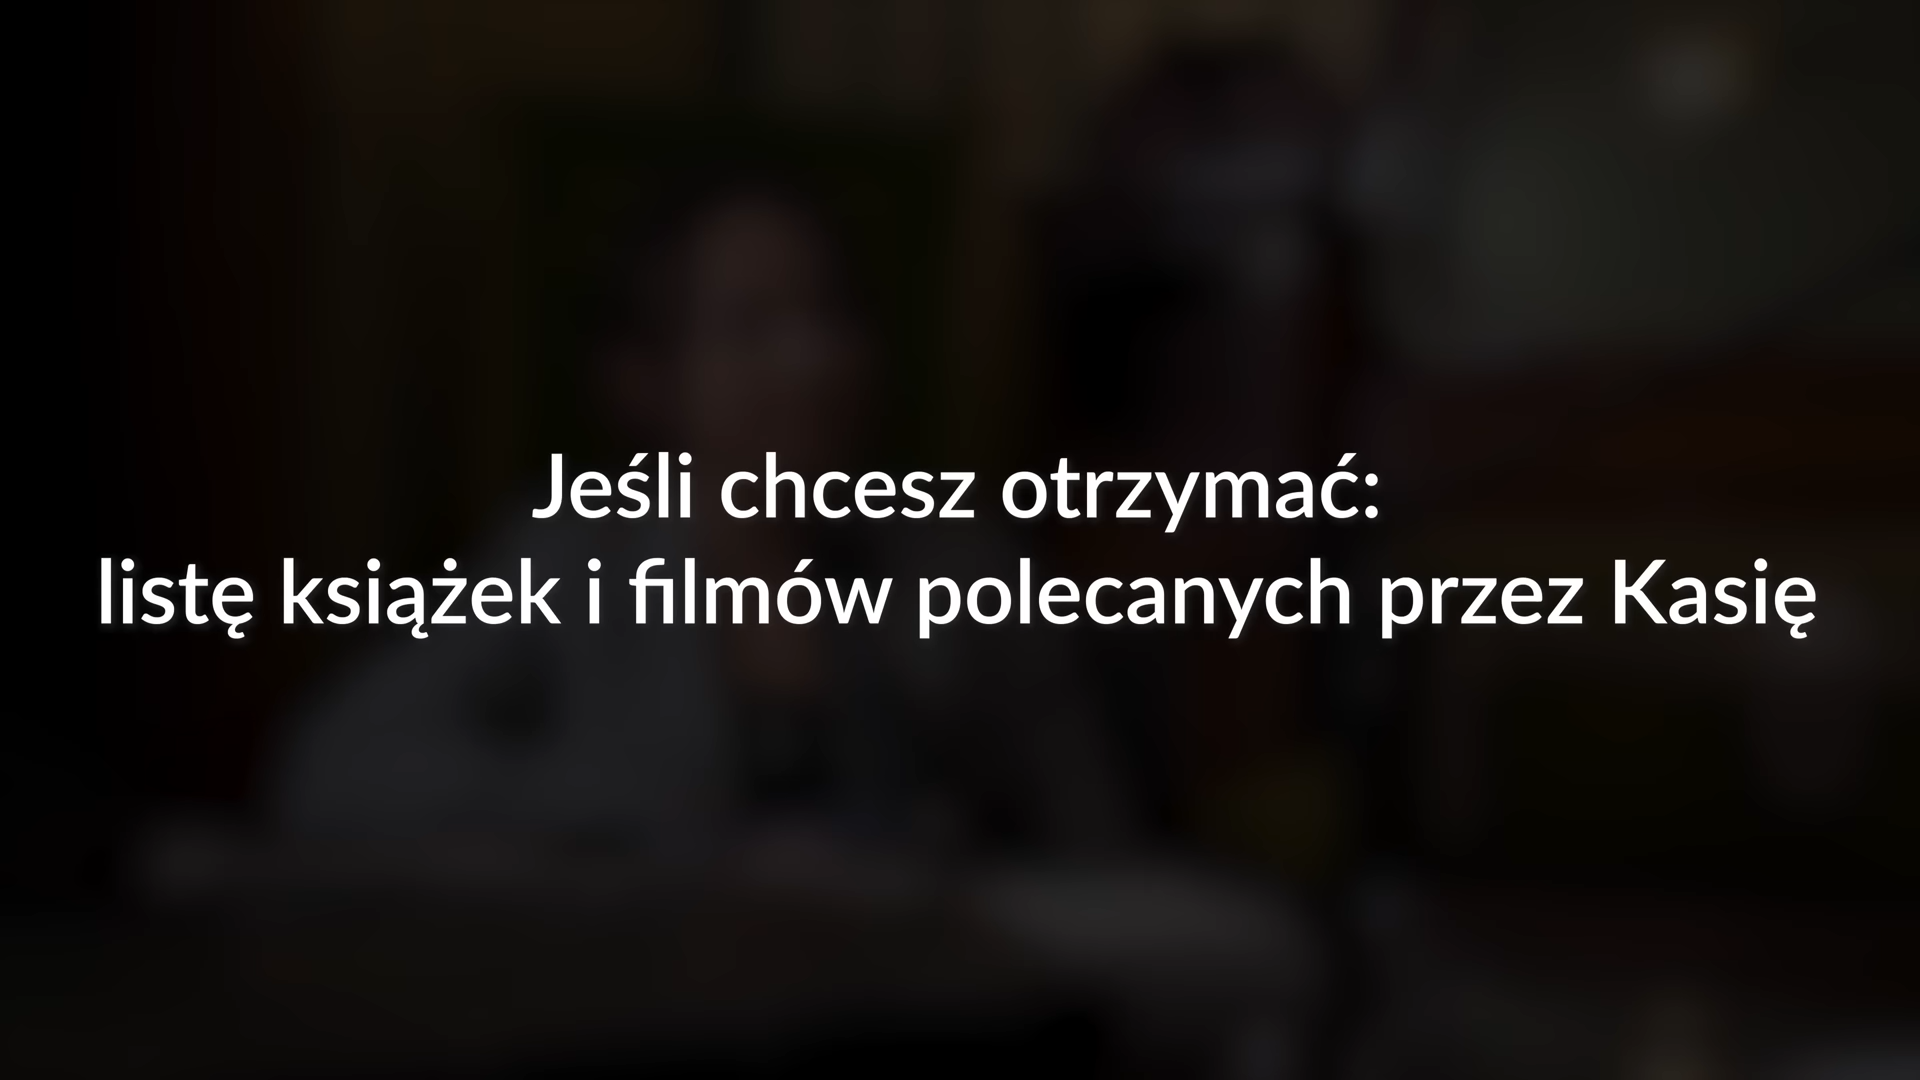 Jeśli chcesz otrzymać:
listę książek i filmów polecanych przez Kasię